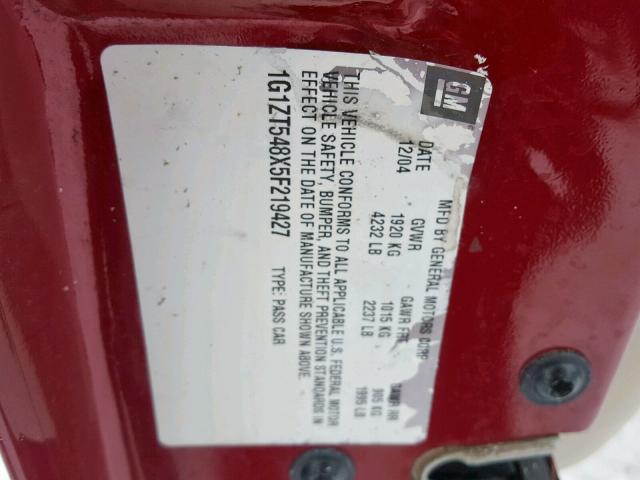 GM
MFD BY GENERAL MOTORS CORP
DATE GVWR GAWR FRT GAWR RR
12/04 1920 KG 1015 KG 905 KG
4232 LB 2237 LB 1995 LB
THIS VEHICLE CONFORMS TO ALL APPLICABLE U.S. FEDERAL MOTOR
VEHICLE SAFETY, BUMPER, AND THEFT PREVENTION STANDARDS IN
EFFECT ON THE DATE OF MANUFACTURE SHOWN ABOVE.
1G1ZT548X5F219427 TYPE: PASS CAR